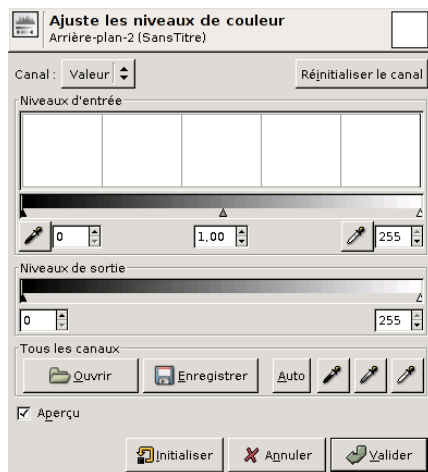 Ajuste les niveaux de couleur
Arrière-plan-2 (SansTitre)
Canal : Valeur Réinitialiser le canal
Niveaux d'entrée
0 1,00 255
Niveaux de sortie
0 255
Tous les canaux
Ouvrir Enregistrer Auto
Aperçu
Initialiser Annuler Valider